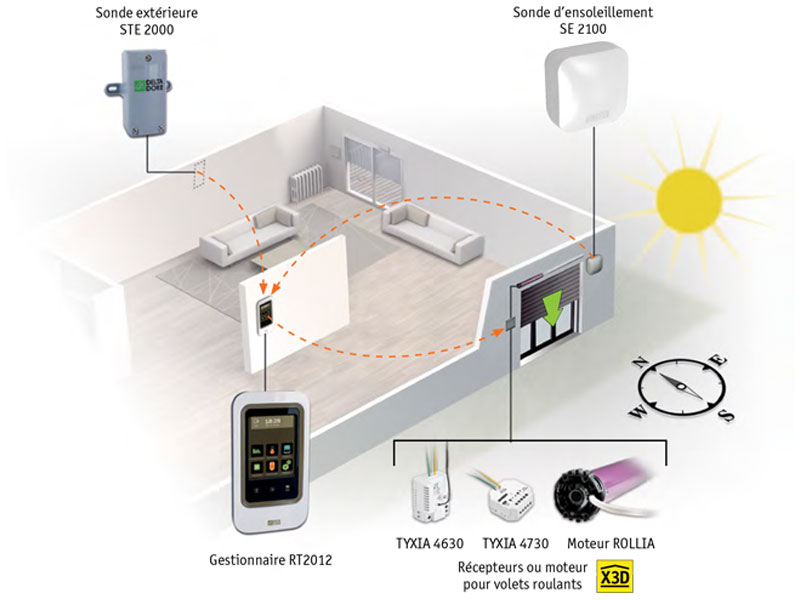 Sonde extérieure
STE 2000
Sonde d'ensoleillement
SE 2100
DELTA
DORE
N
E
W
S
Gestionnaire RT2012
TYXIA 4630
TYXIA 4730
Moteur ROLLIA
Récepteurs ou moteur
pour volets roulants
X3D